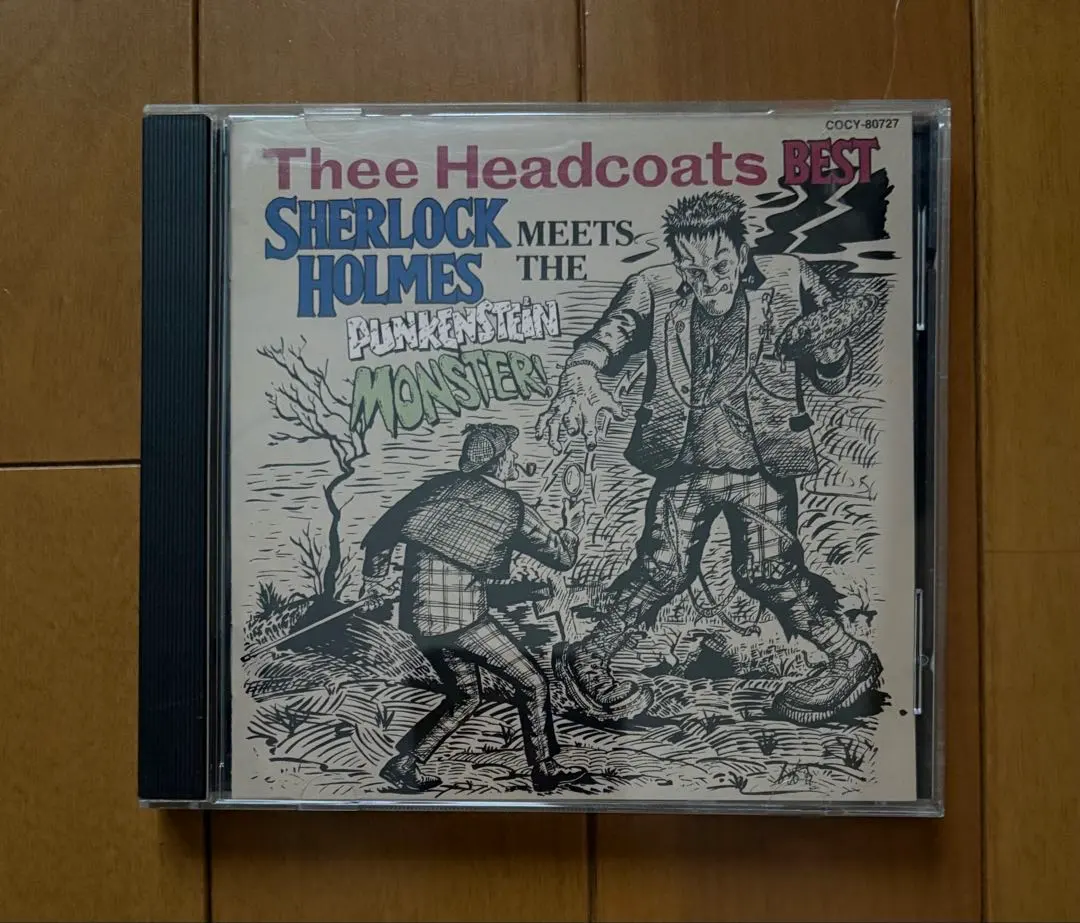 COCY-80727
Thee Headcoats BEST
SHERLOCK
HOLMES
MEETS
THE
PUNKENSTEIN
MONSTER!